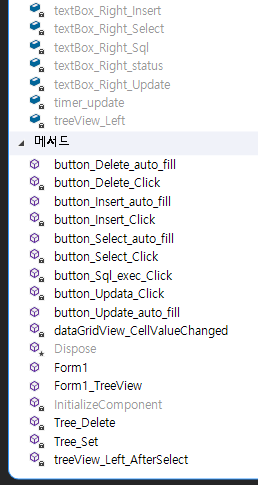 textBox_Right_Insert
textBox_Right_Select
textBox_Right_Sql
textBox_Right_status
textBox_Right_Update
timer_update
treeView_Left
메서드
button_Delete_auto_fill
button_Delete_Click
button_Insert_auto_fill
button_Insert_Click
button_Select_auto_fill
button_Select_Click
button_Sql_exec_Click
button_Updata_Click
button_Update_auto_fill
dataGridView_CellValueChanged
Dispose
Form1
Form1_TreeView
InitializeComponent
Tree_Delete
Tree_Set
treeView_Left_AfterSelect